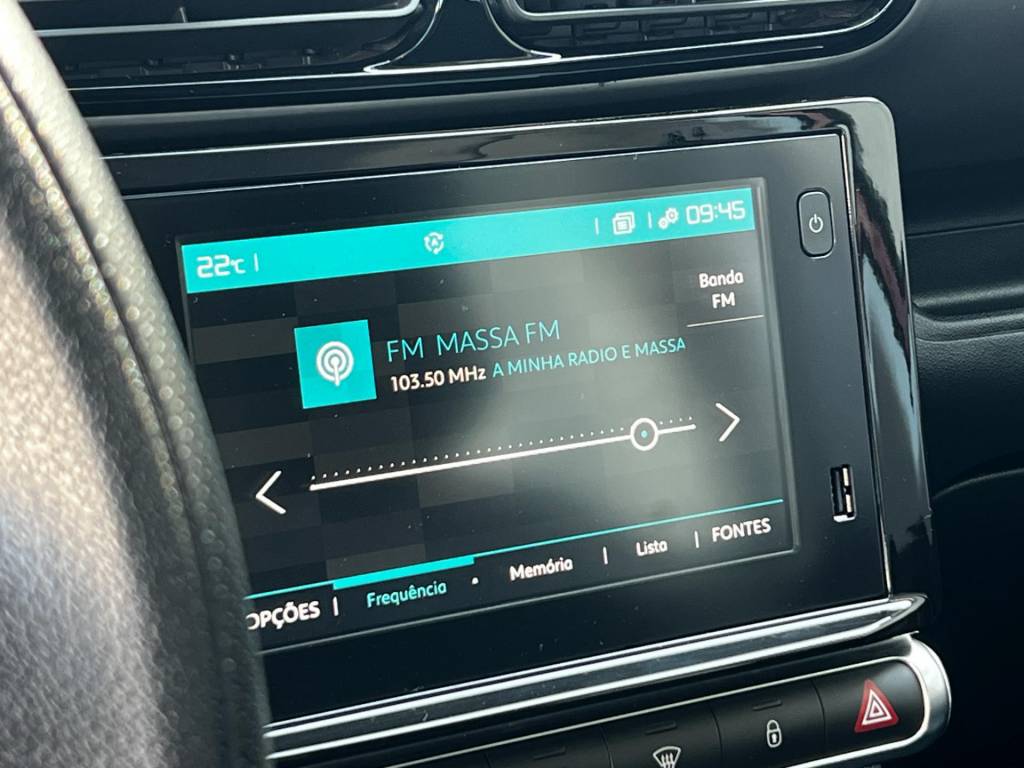 22°C
09:45
Banda
FM
FM MASSA FM
103.50 MHz A MINHA RADIO E MASSA
OPÇÕES
Frequência
Memória
Lista
FONTES